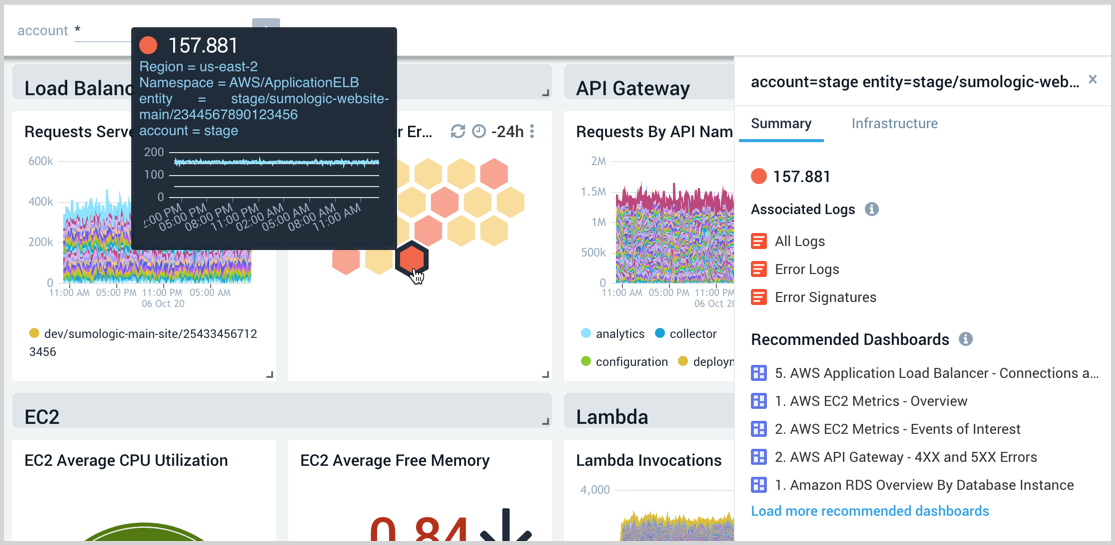 account *
157.881
Region = us-east-2
Namespace = AWS/ApplicationELB
entity = stage/sumologic-website-
main/2344567890123456
account = stage
200
100
0
05:00 PM
08:00 PM
11:00 PM
02:00 AM
05:00 AM
08:00 AM
11:00 AM
Load Balanc
Requests Serve
600k
400k
200k
0
11:00 AM 05:00 PM 11:00 PM 05:00 AM
06 Oct 20
dev/sumologic-main-site/25433456712
3456
r Er... -24h
API Gateway
Requests By API Nam
2M
1.5M
1M
500k
0
11:00 AM 05:00 PM 11:00 PM
06 Oct 20
analytics collector
configuration deployn
EC2
EC2 Average CPU Utilization
EC2 Average Free Memory
0.84
Lambda
Lambda Invocations
4,000
account=stage entity=stage/sumologic-web... ×
Summary Infrastructure
157.881
Associated Logs i
All Logs
Error Logs
Error Signatures
Recommended Dashboards i
5. AWS Application Load Balancer - Connections a...
1. AWS EC2 Metrics - Overview
2. AWS EC2 Metrics - Events of Interest
2. AWS API Gateway - 4XX and 5XX Errors
1. Amazon RDS Overview By Database Instance
Load more recommended dashboards